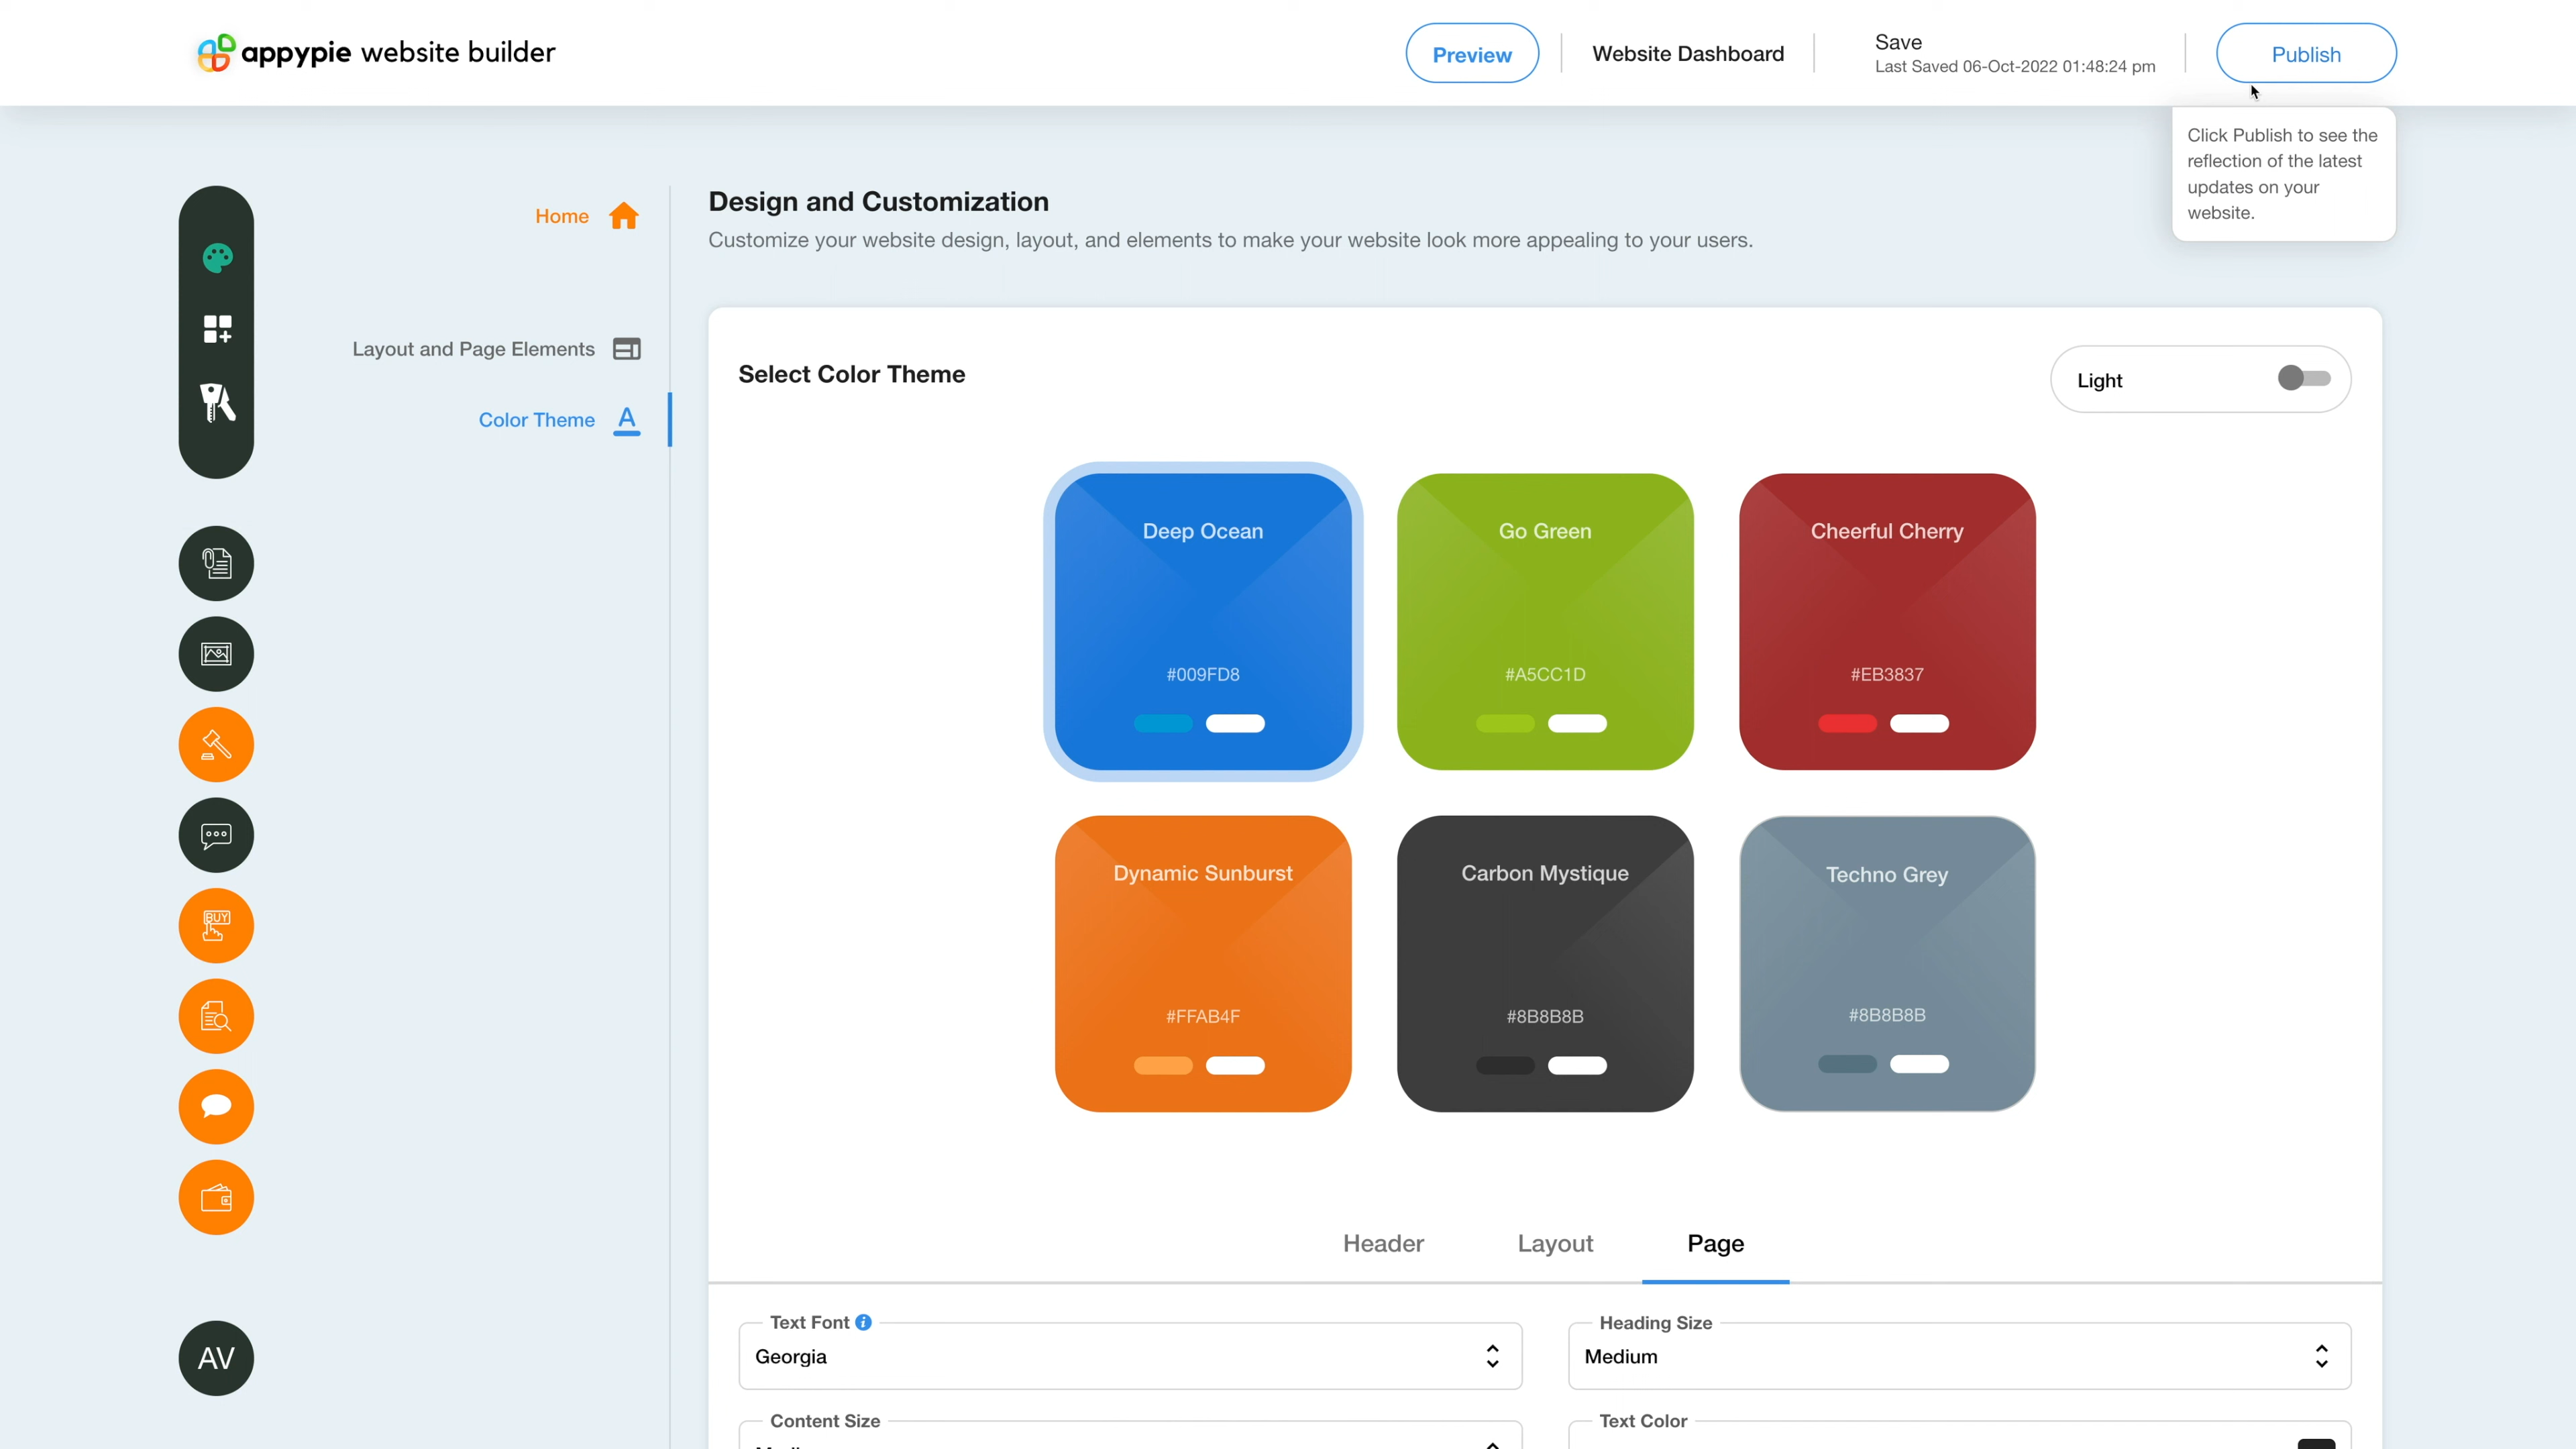 appypie website builder
Preview
Website Dashboard
Save
Last Saved 06-Oct-2022 01:48:24 pm
Publish
Click Publish to see the
reflection of the latest
updates on your
website.
Home
Layout and Page Elements
Color Theme
A
Design and Customization
Customize your website design, layout, and elements to make your website look more appealing to your users.
Select Color Theme
Light
Deep Ocean
#009FD8
Go Green
#A5CC1D
Cheerful Cherry
#EB3837
Dynamic Sunburst
#FFAB4F
Carbon Mystique
#8B8B8B
Techno Grey
#8B8B8B
BUY
AV
Header
Layout
Page
Text Font
Georgia
Heading Size
Medium
Content Size
Text Color